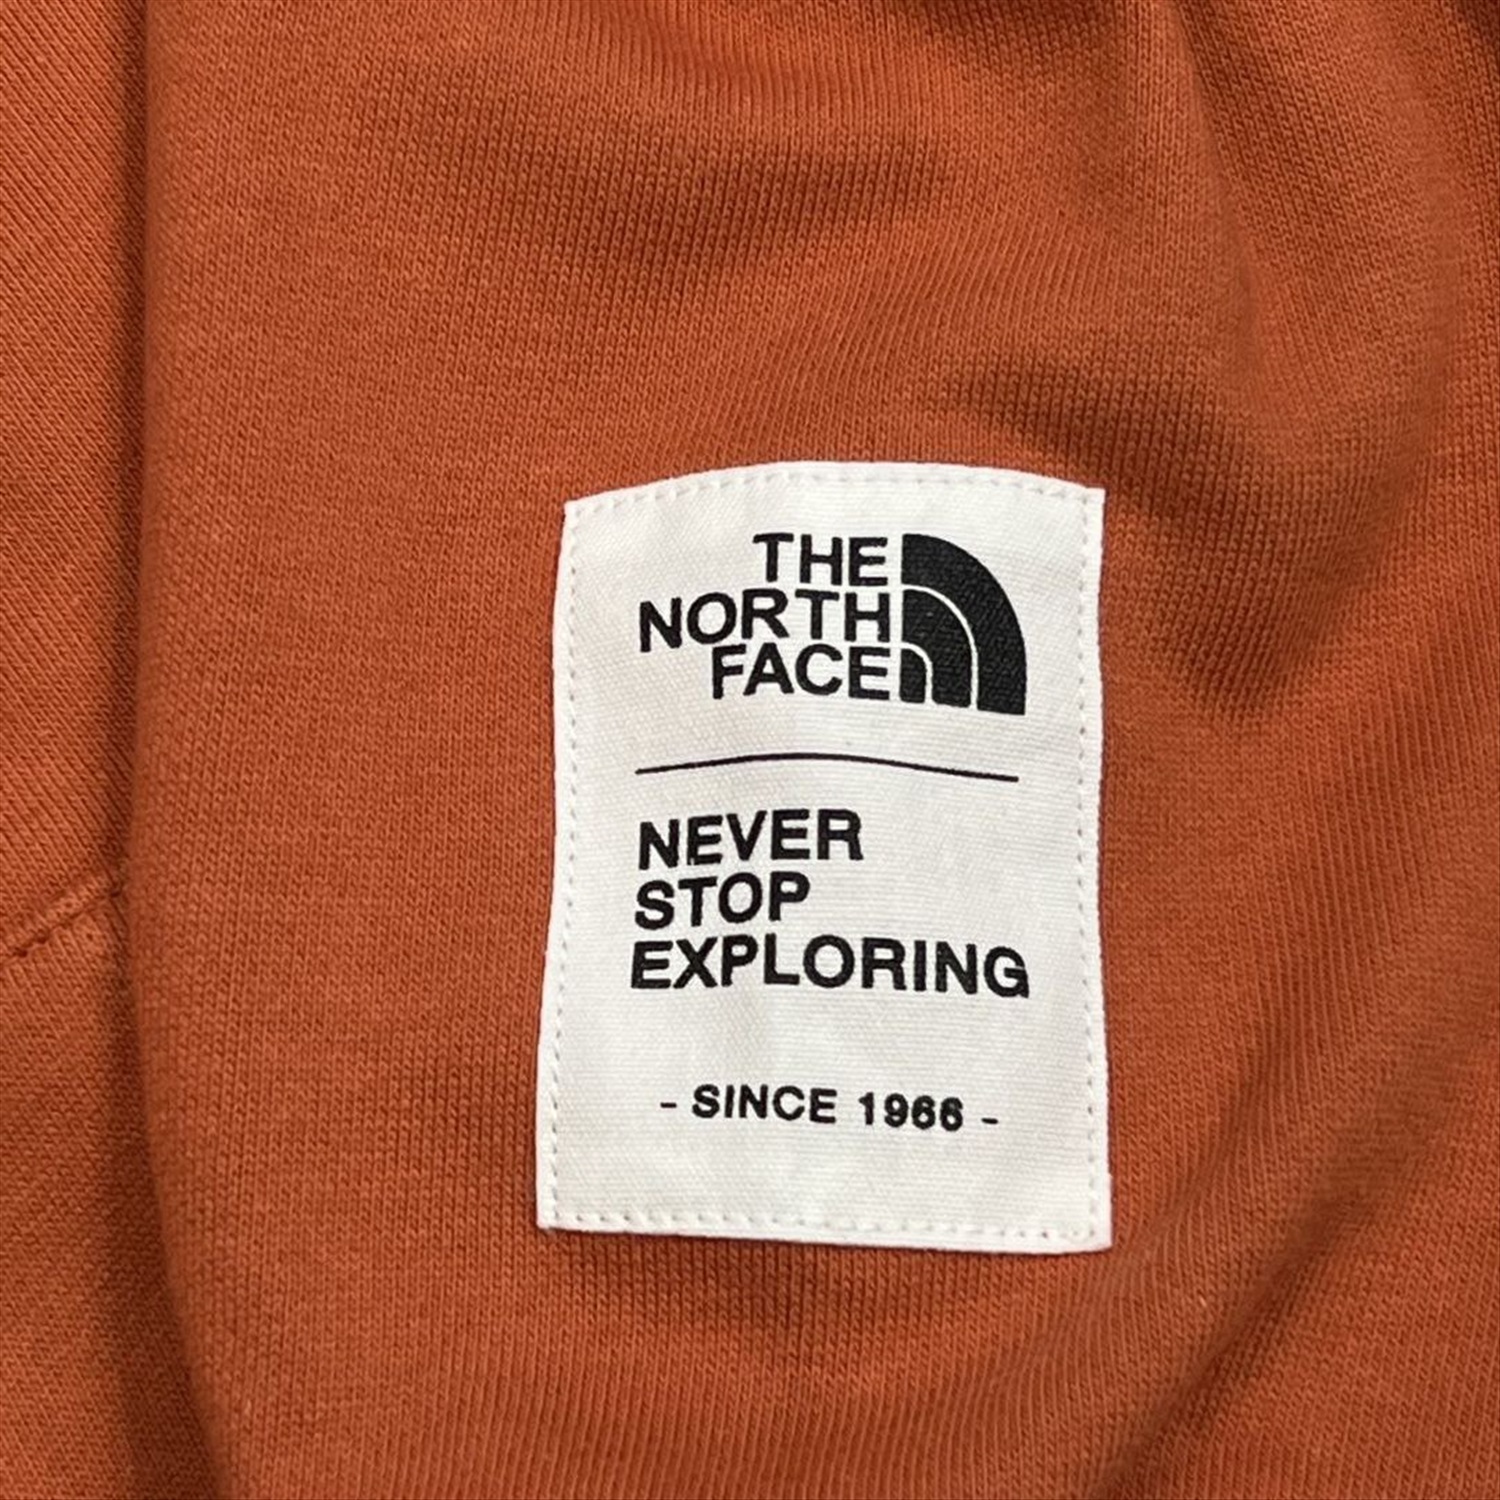 THE
NORTH
FACE
NEVER
STOP
EXPLORING
- SINCE 1966 -